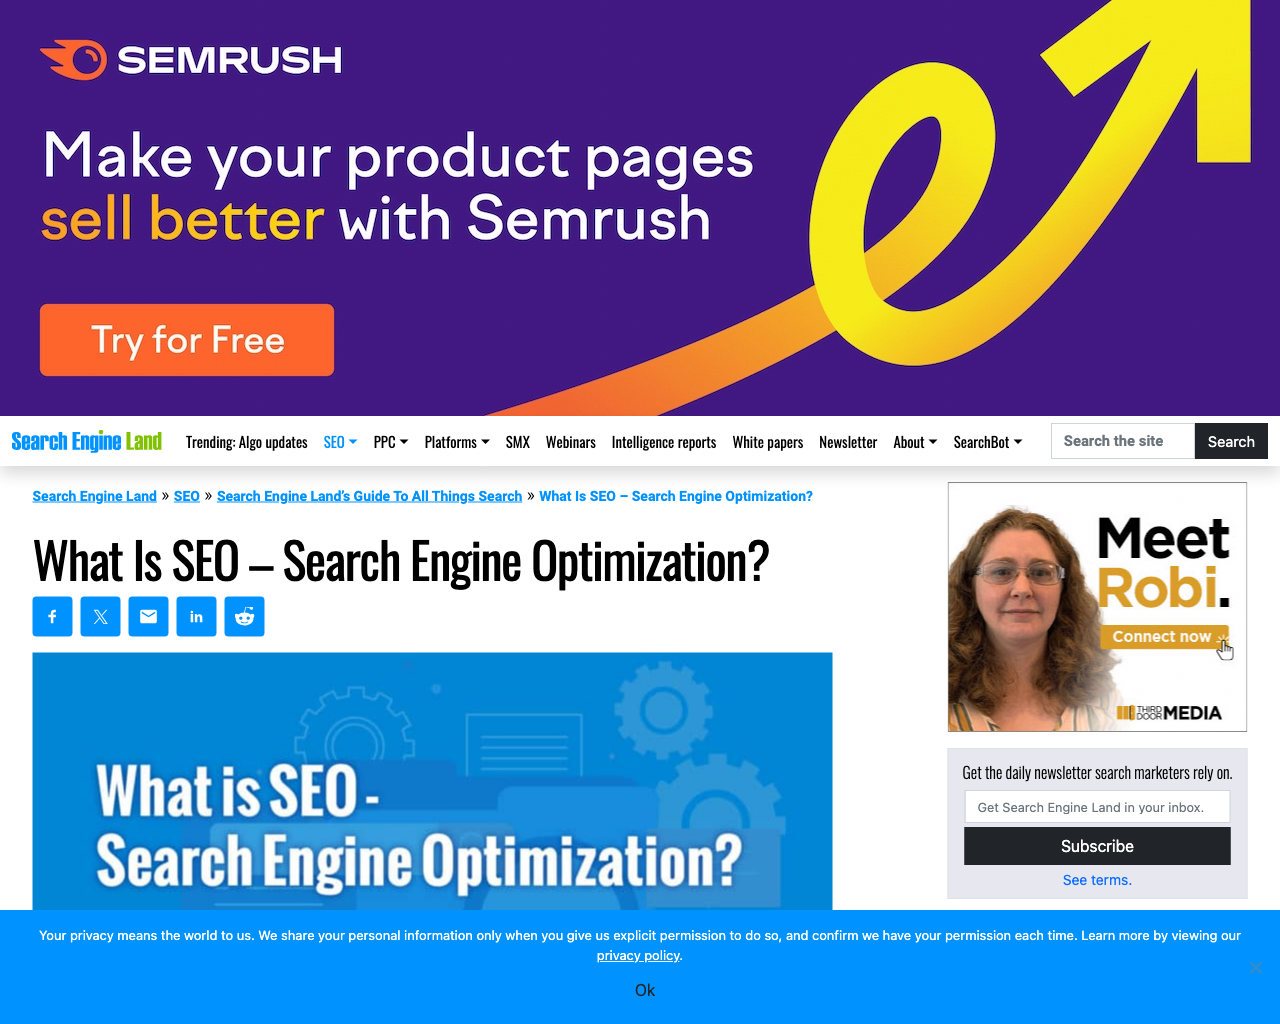 SEMRUSH
Make your product pages
sell better with Semrush
Try for Free
Search Engine Land
Trending: Algo updates
SEO
PPC
Platforms
SMX
Webinars
Intelligence reports
White papers
Newsletter
About
SearchBot
Search the site
Search
Search Engine Land » SEO » Search Engine Land's Guide To All Things Search » What Is SEO – Search Engine Optimization?
What Is SEO – Search Engine Optimization?
What is SEO -
Search Engine Optimization?
Meet
Robi.
Connect now
THIRD
DOOR MEDIA
Get the daily newsletter search marketers rely on.
Get Search Engine Land in your inbox.
Subscribe
See terms.
Your privacy means the world to us. We share your personal information only when you give us explicit permission to do so, and confirm we have your permission each time. Learn more by viewing our
privacy policy.
Ok